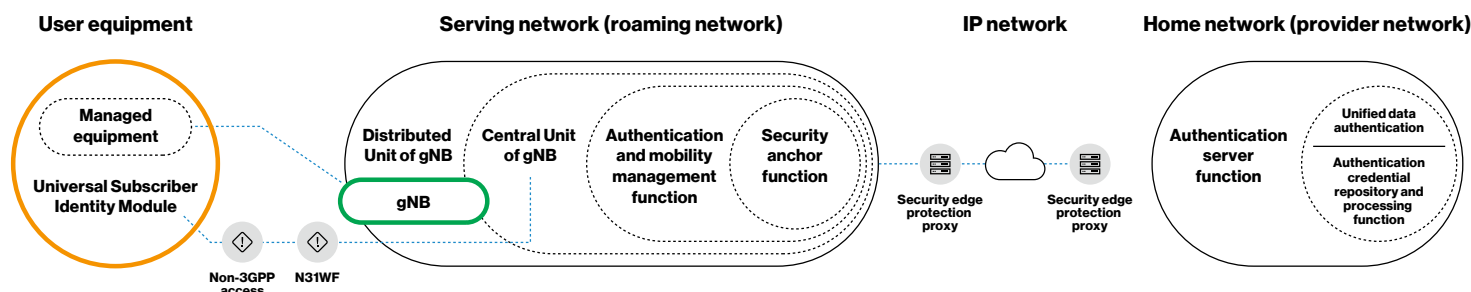 User equipment
Serving network (roaming network)
IP network
Home network (provider network)
Managed
equipment
Universal Subscriber
Identity Module
Non-3GPP
access
N31WF
Distributed
Unit of gNB
gNB
Central Unit
of gNB
Authentication
and mobility
management
function
Security
anchor
function
Security edge
protection
proxy
Security edge
protection
proxy
Authentication
server
function
Unified data
authentication
Authentication
credential
repository and
processing
function